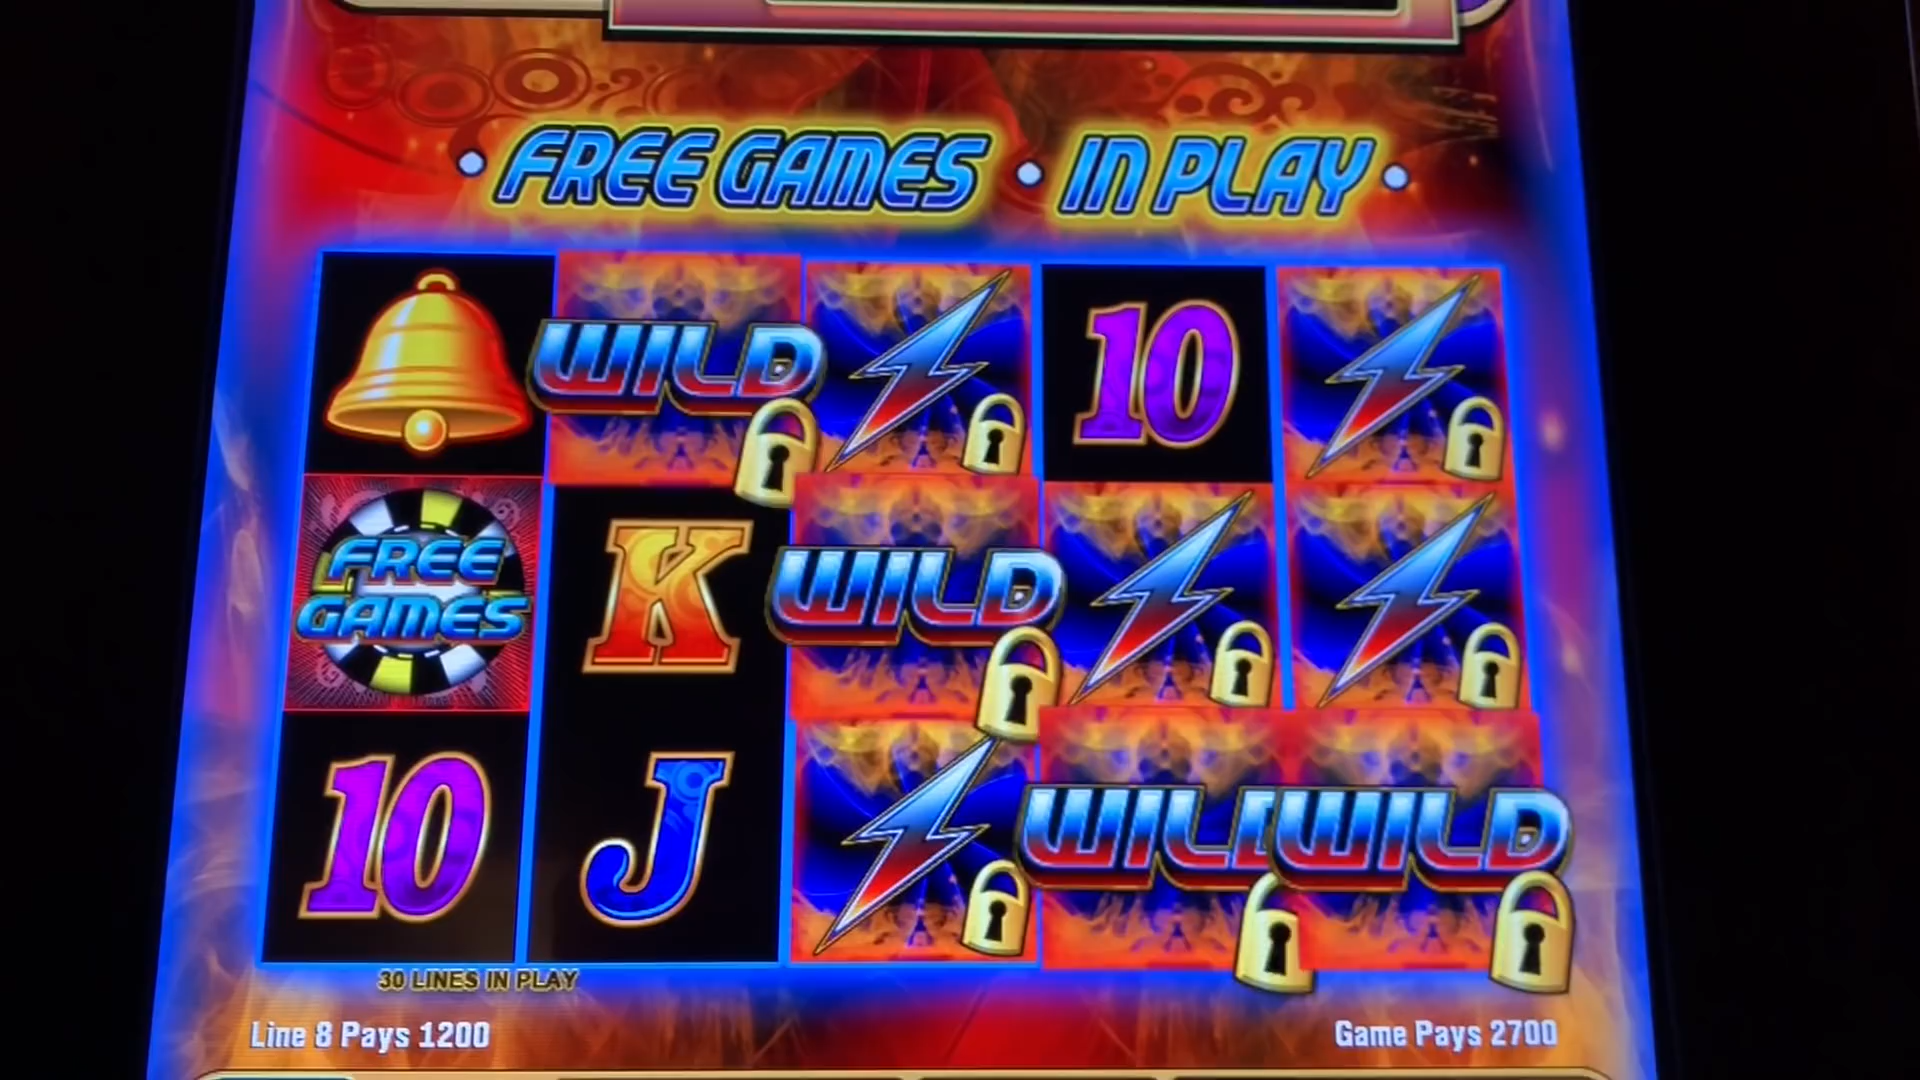 FREE GAMES • IN PLAY
WILD
10
FREE
GAMES
K
WILD
10
J
WILD
WILD
30 LINES IN PLAY
Line 8 Pays 1200
Game Pays 2700